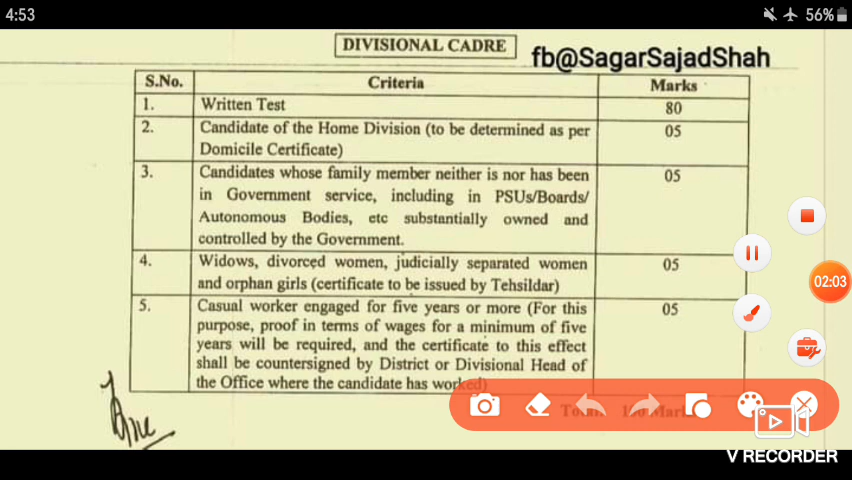 4:53
56%
DIVISIONAL CADRE
fb@SagarSajadShah
S.No. Criteria Marks
1. Written Test 80
2. Candidate of the Home Division (to be determined as per 05
Domicile Certificate)
3. Candidates whose family member neither is nor has been 05
in Government service, including in PSUs/Boards/
Autonomous Bodies, etc substantially owned and
controlled by the Government.
4. Widows, divorced women, judicially separated women 05
and orphan girls (certificate to be issued by Tehsildar)
5. Casual worker engaged for five years or more (For this 05
purpose, proof in terms of wages for a minimum of five
years will be required, and the certificate to this effect
shall be countersigned by District or Divisional Head of
the Office where the candidate has worked)
02:03
V RECORDER